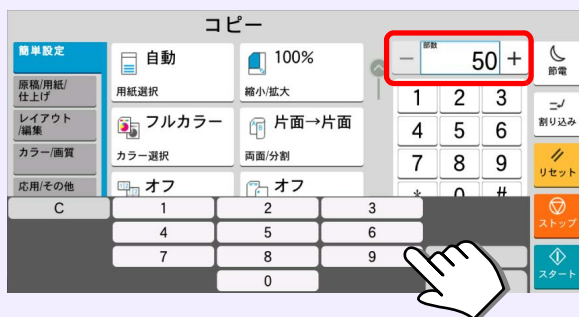 コピー
簡単設定
原稿/用紙/
仕上げ
レイアウト
/編集
カラー/画質
応用/その他
自動
用紙選択
100%
縮小/拡大
フルカラー
カラー選択
片面→片面
両面/分割
オフ
オフ
部数
− 50 +
1 2 3
4 5 6
7 8 9
* 0 #
節電
割り込み
リセット
ストップ
スタート
C 1 2 3
4 5 6
7 8 9
0